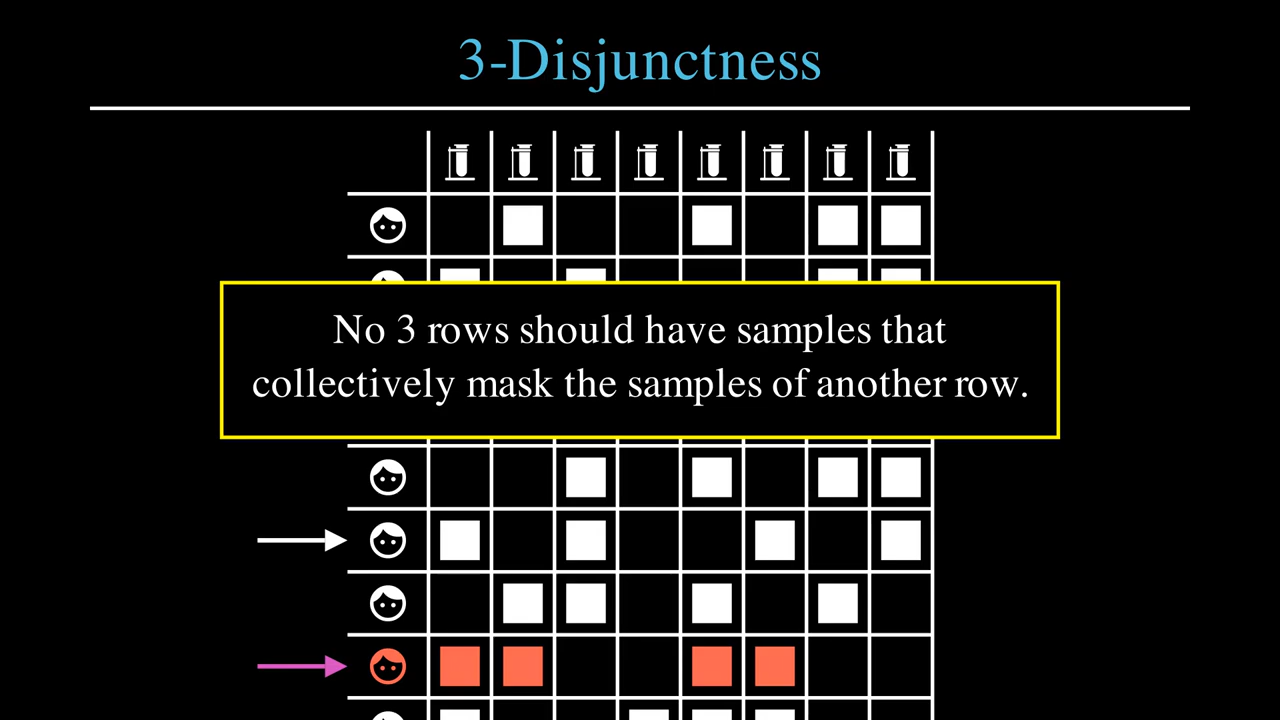 3-Disjunctness
No 3 rows should have samples that
collectively mask the samples of another row.